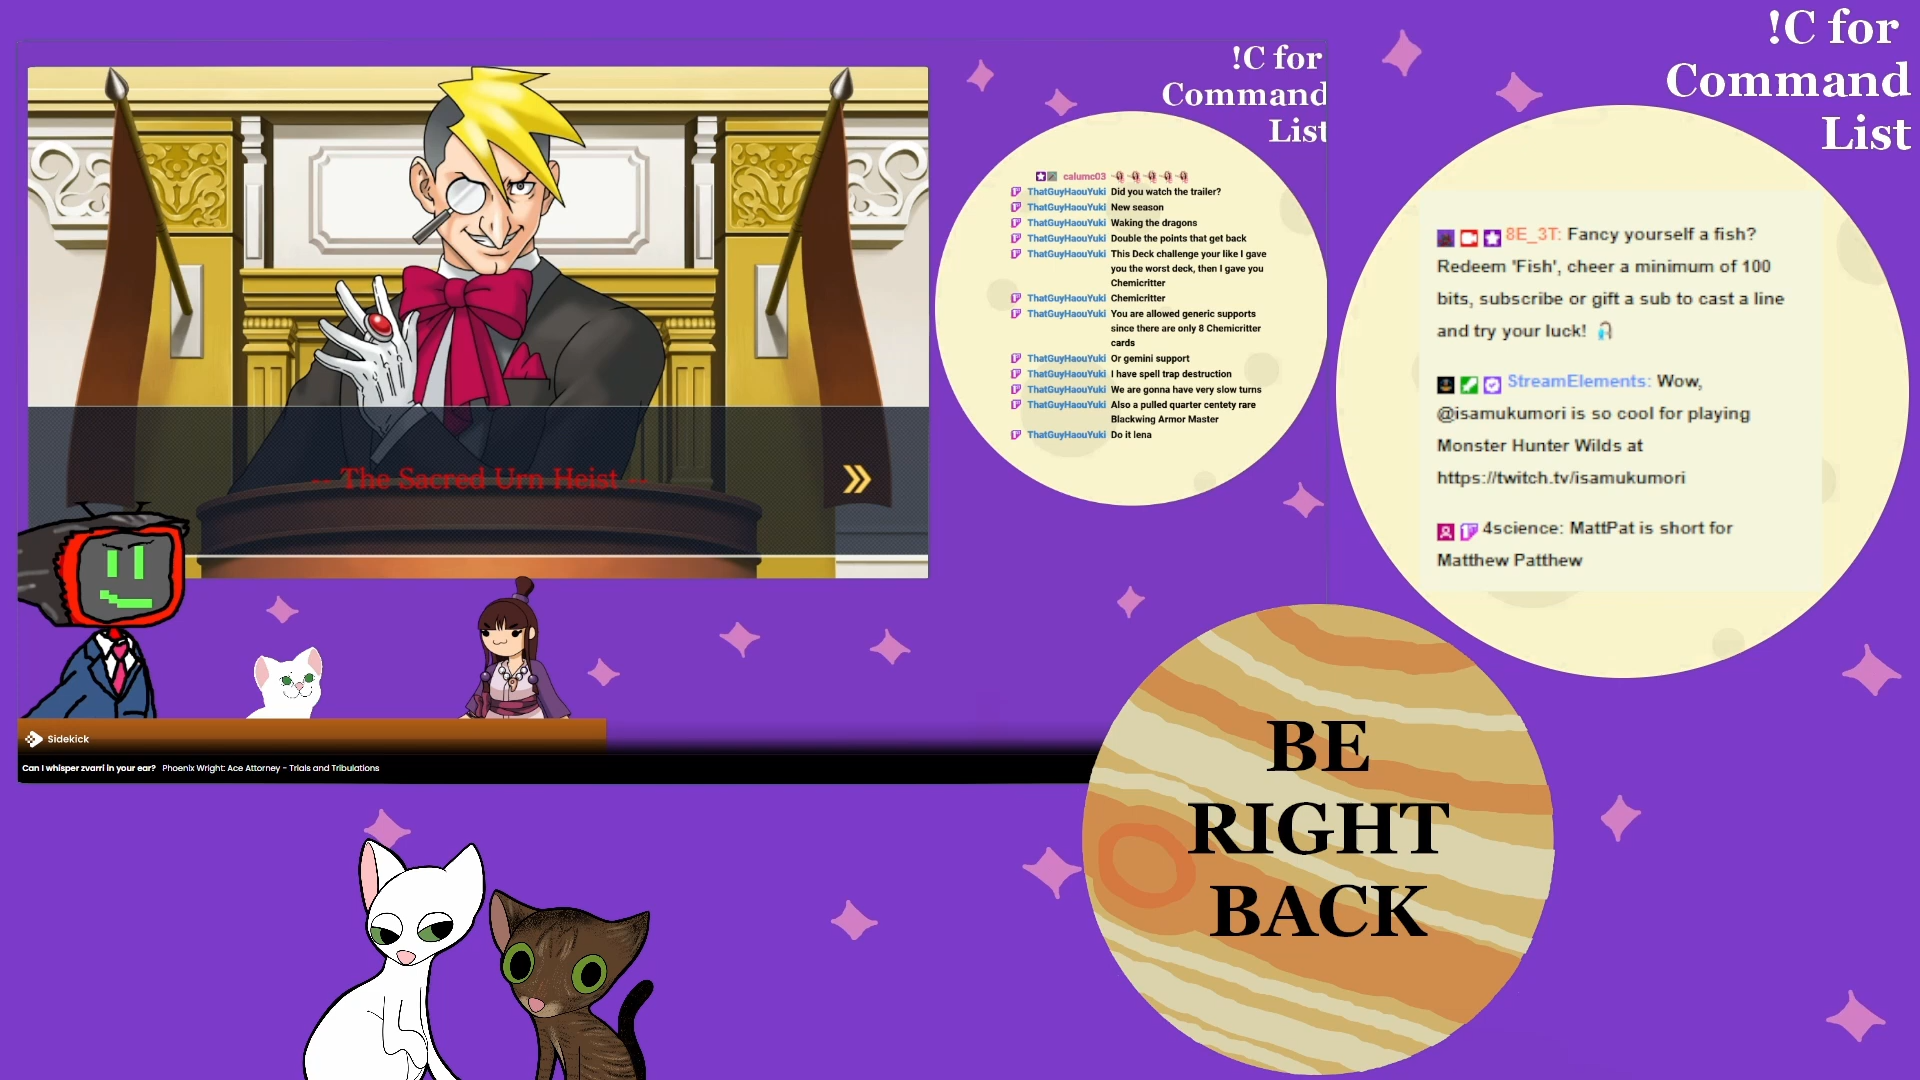 !C for
Command
List
!C for
Command
List
calumc03
ThatGuyHaouYuki Did you watch the trailer?
ThatGuyHaouYuki New season
ThatGuyHaouYuki Waking the dragons
ThatGuyHaouYuki Double the points that get back
ThatGuyHaouYuki This Deck challenge your like I gave
you the worst deck, then I gave you
Chemicritter
ThatGuyHaouYuki Chemicritter
ThatGuyHaouYuki You are allowed generic supports
since there are only 8 Chemicritter
cards
ThatGuyHaouYuki Or gemini support
ThatGuyHaouYuki I have spell trap destruction
ThatGuyHaouYuki We are gonna have very slow turns
ThatGuyHaouYuki Also a pulled quarter centety rare
Blackwing Armor Master
ThatGuyHaouYuki Do it lena
8E_3T: Fancy yourself a fish?
Redeem 'Fish', cheer a minimum of 100
bits, subscribe or gift a sub to cast a line
and try your luck!
StreamElements: Wow,
@isamukumori is so cool for playing
Monster Hunter Wilds at
https://twitch.tv/isamukumori
4science: MattPat is short for
Matthew Patthew
-- The Sacred Urn Heist --
Sidekick
Can I whisper zvarri in your ear? Phoenix Wright: Ace Attorney - Trials and Tribulations
BE
RIGHT
BACK